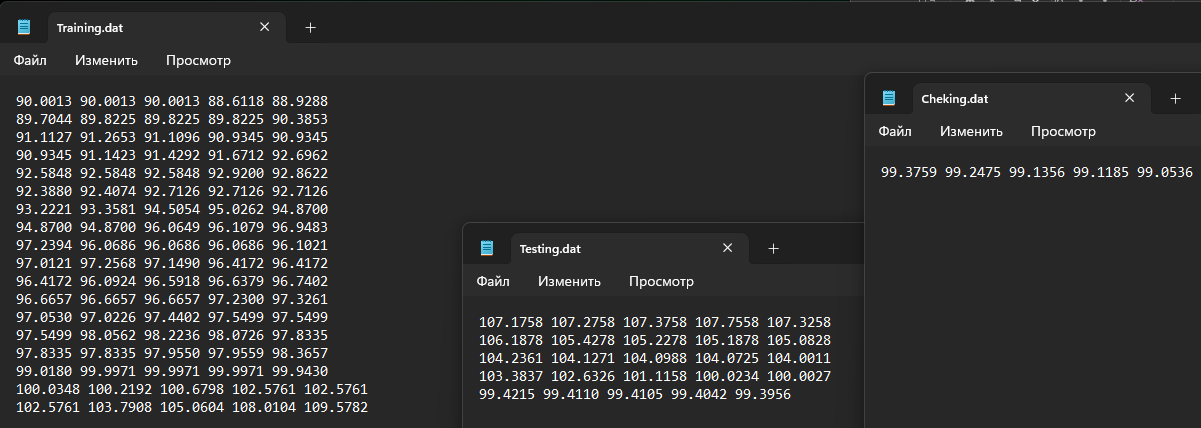 Training.dat
Файл Изменить Просмотр
90.0013 90.0013 90.0013 88.6118 88.9288
89.7044 89.8225 89.8225 89.8225 90.3853
91.1127 91.2653 91.1096 90.9345 90.9345
90.9345 91.1423 91.4292 91.6712 92.6962
92.5848 92.5848 92.5848 92.9200 92.8622
92.3880 92.4074 92.7126 92.7126 92.7126
93.2221 93.3581 94.5054 95.0262 94.8700
94.8700 94.8700 96.0649 96.1079 96.9483
97.2394 96.0686 96.0686 96.0686 96.1021
97.0121 97.2568 97.1490 96.4172 96.4172
96.4172 96.0924 96.5918 96.6379 96.7402
96.6657 96.6657 96.6657 97.2300 97.3261
97.0530 97.0226 97.4402 97.5499 97.5499
97.5499 98.0562 98.2236 98.0726 97.8335
97.8335 97.8335 97.9550 97.9559 98.3657
99.0180 99.9971 99.9971 99.9971 99.9430
100.0348 100.2192 100.6798 102.5761 102.5761
102.5761 103.7908 105.0604 108.0104 109.5782
Testing.dat
Файл Изменить Просмотр
107.1758 107.2758 107.3758 107.7558 107.3258
106.1878 105.4278 105.2278 105.1878 105.0828
104.2361 104.1271 104.0988 104.0725 104.0011
103.3837 102.6326 101.1158 100.0234 100.0027
99.4215 99.4110 99.4105 99.4042 99.3956
Cheking.dat
Файл Изменить Просмотр
99.3759 99.2475 99.1356 99.1185 99.0536